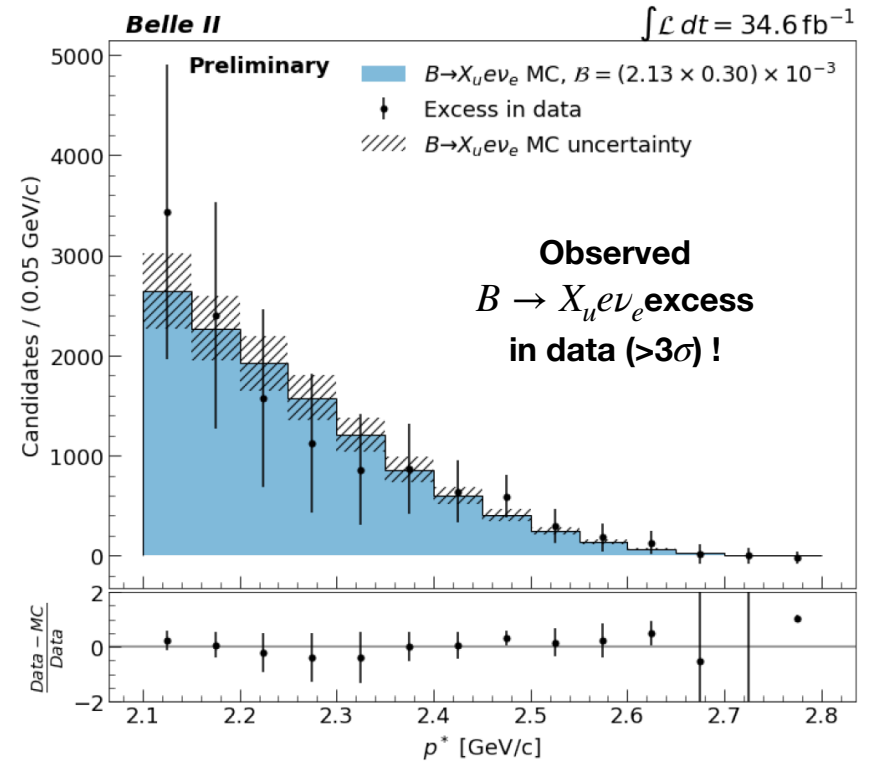 Belle II
∫ℒ dt = 34.6 fb⁻¹
Preliminary
B→Xᵤeνₑ MC, ℬ = (2.13 × 0.30) × 10⁻³
Excess in data
B→Xᵤeνₑ MC uncertainty
Observed
B → Xᵤeνₑexcess
in data (>3σ) !
Candidates / (0.05 GeV/c)
5000
4000
3000
2000
1000
0
Data − MC
Data
2
0
−2
2.1 2.2 2.3 2.4 2.5 2.6 2.7 2.8
p* [GeV/c]